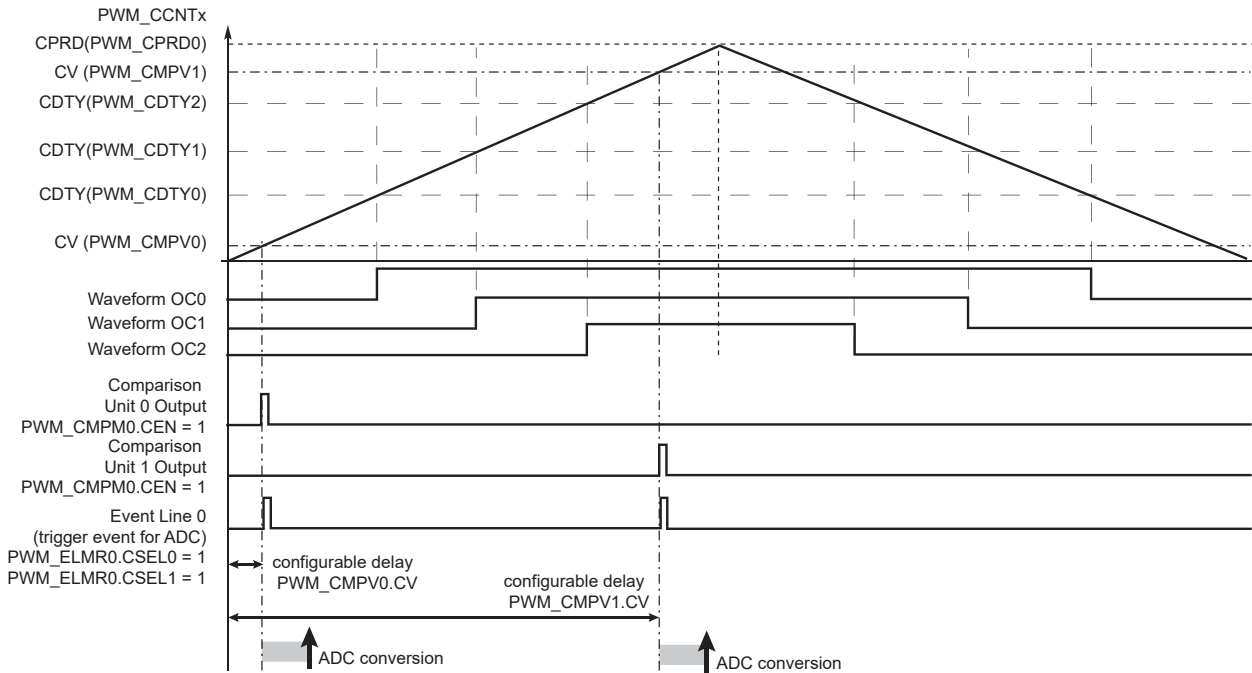 PWM_CCNTx
CPRD(PWM_CPRD0)
CV (PWM_CMPV1)
CDTY(PWM_CDTY2)
CDTY(PWM_CDTY1)
CDTY(PWM_CDTY0)
CV (PWM_CMPV0)
Waveform OC0
Waveform OC1
Waveform OC2
Comparison
Unit 0 Output
PWM_CMPM0.CEN = 1
Comparison
Unit 1 Output
PWM_CMPM0.CEN = 1
Event Line 0
(trigger event for ADC)
PWM_ELMR0.CSEL0 = 1
PWM_ELMR0.CSEL1 = 1
configurable delay
PWM_CMPV0.CV
configurable delay
PWM_CMPV1.CV
ADC conversion
ADC conversion